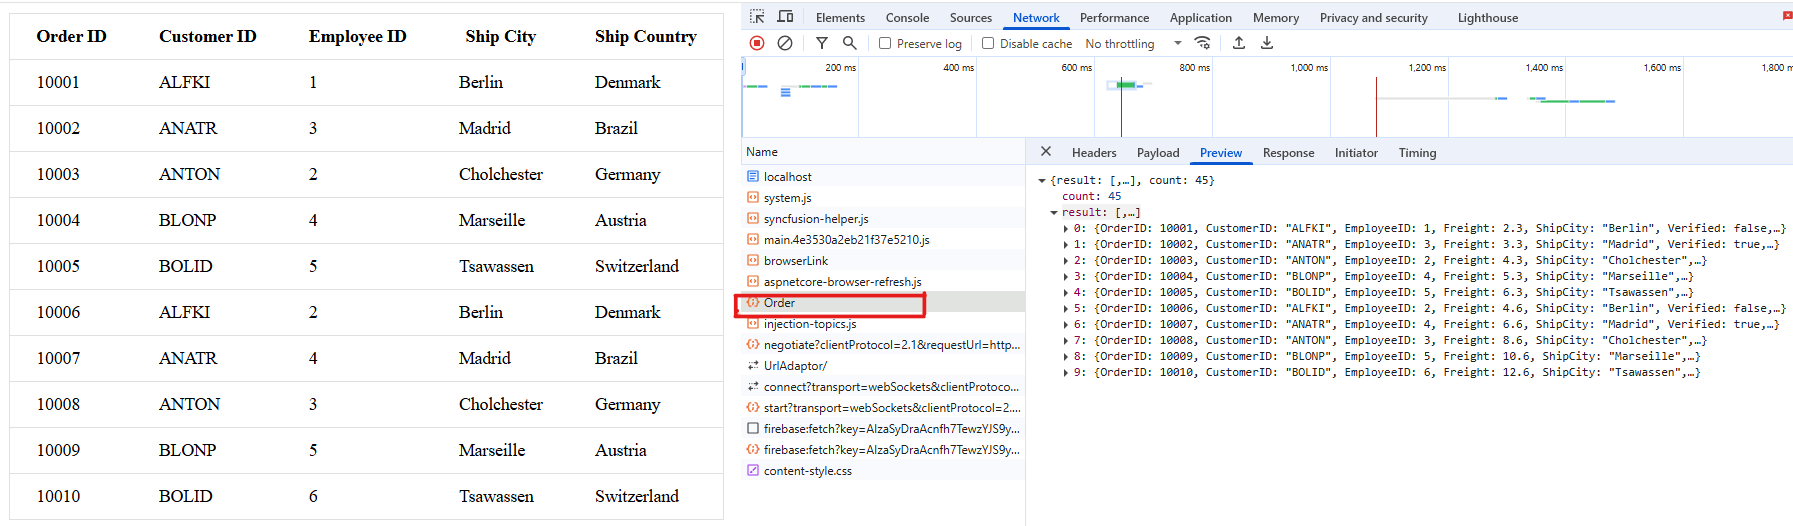 Order ID Customer ID Employee ID Ship City Ship Country
10001 ALFKI 1 Berlin Denmark
10002 ANATR 3 Madrid Brazil
10003 ANTON 2 Cholchester Germany
10004 BLONP 4 Marseille Austria
10005 BOLID 5 Tsawassen Switzerland
10006 ALFKI 2 Berlin Denmark
10007 ANATR 4 Madrid Brazil
10008 ANTON 3 Cholchester Germany
10009 BLONP 5 Marseille Austria
10010 BOLID 6 Tsawassen Switzerland
Elements Console Sources Network Performance Application Memory Privacy and security Lighthouse
Preserve log Disable cache No throttling
200 ms 400 ms 600 ms 800 ms 1,000 ms 1,200 ms 1,400 ms 1,600 ms 1,800 m
Name
localhost
system.js
syncfusion-helper.js
main.4e3530a2eb21f37e5210.js
browserLink
aspnetcore-browser-refresh.js
Order
injection-topics.js
negotiate?clientProtocol=2.1&requestUrl=http...
UrlAdaptor/
connect?transport=webSockets&clientProtoco...
start?transport=webSockets&clientProtocol=2....
firebase:fetch?key=AIzaSyDraAcnfh7TewzYJS9y...
firebase:fetch?key=AIzaSyDraAcnfh7TewzYJS9y...
content-style.css
Headers Payload Preview Response Initiator Timing
{result: [,…], count: 45}
count: 45
result: [,…]
0: {OrderID: 10001, CustomerID: "ALFKI", EmployeeID: 1, Freight: 2.3, ShipCity: "Berlin", Verified: false,…}
1: {OrderID: 10002, CustomerID: "ANATR", EmployeeID: 3, Freight: 3.3, ShipCity: "Madrid", Verified: true,…}
2: {OrderID: 10003, CustomerID: "ANTON", EmployeeID: 2, Freight: 4.3, ShipCity: "Cholchester",…}
3: {OrderID: 10004, CustomerID: "BLONP", EmployeeID: 4, Freight: 5.3, ShipCity: "Marseille",…}
4: {OrderID: 10005, CustomerID: "BOLID", EmployeeID: 5, Freight: 6.3, ShipCity: "Tsawassen",…}
5: {OrderID: 10006, CustomerID: "ALFKI", EmployeeID: 2, Freight: 4.6, ShipCity: "Berlin", Verified: false,…}
6: {OrderID: 10007, CustomerID: "ANATR", EmployeeID: 4, Freight: 6.6, ShipCity: "Madrid", Verified: true,…}
7: {OrderID: 10008, CustomerID: "ANTON", EmployeeID: 3, Freight: 8.6, ShipCity: "Cholchester",…}
8: {OrderID: 10009, CustomerID: "BLONP", EmployeeID: 5, Freight: 10.6, ShipCity: "Marseille",…}
9: {OrderID: 10010, CustomerID: "BOLID", EmployeeID: 6, Freight: 12.6, ShipCity: "Tsawassen",…}